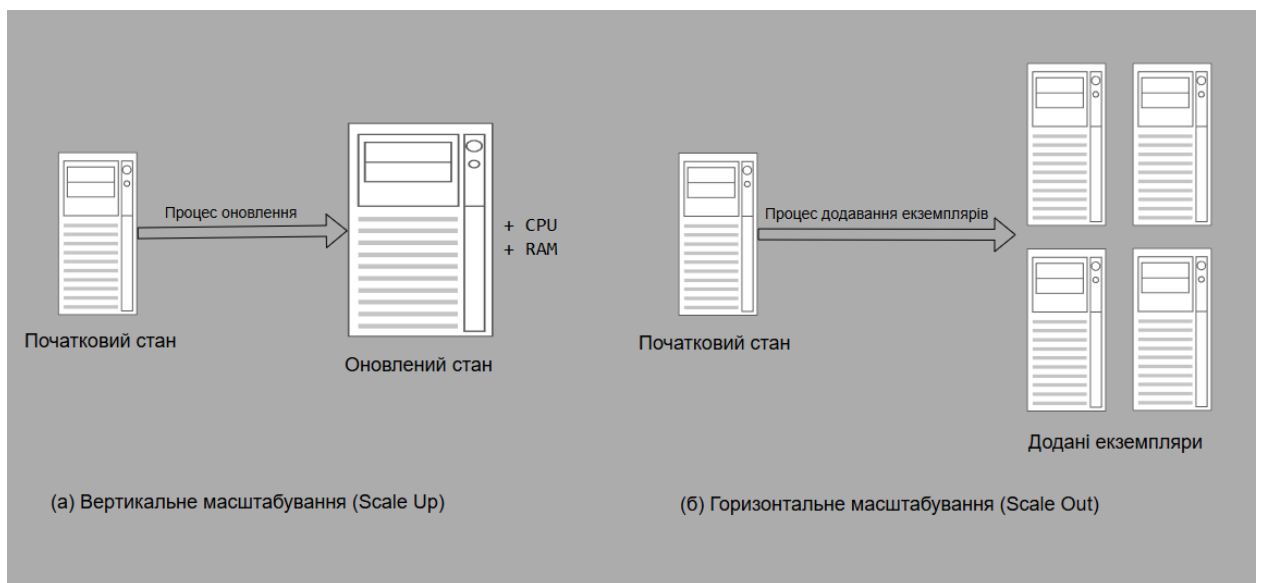 Процес оновлення
+ CPU
+ RAM
Початковий стан
Оновлений стан
(а) Вертикальне масштабування (Scale Up)
Процес додавання екземплярів
Початковий стан
Додані екземпляри
(б) Горизонтальне масштабування (Scale Out)